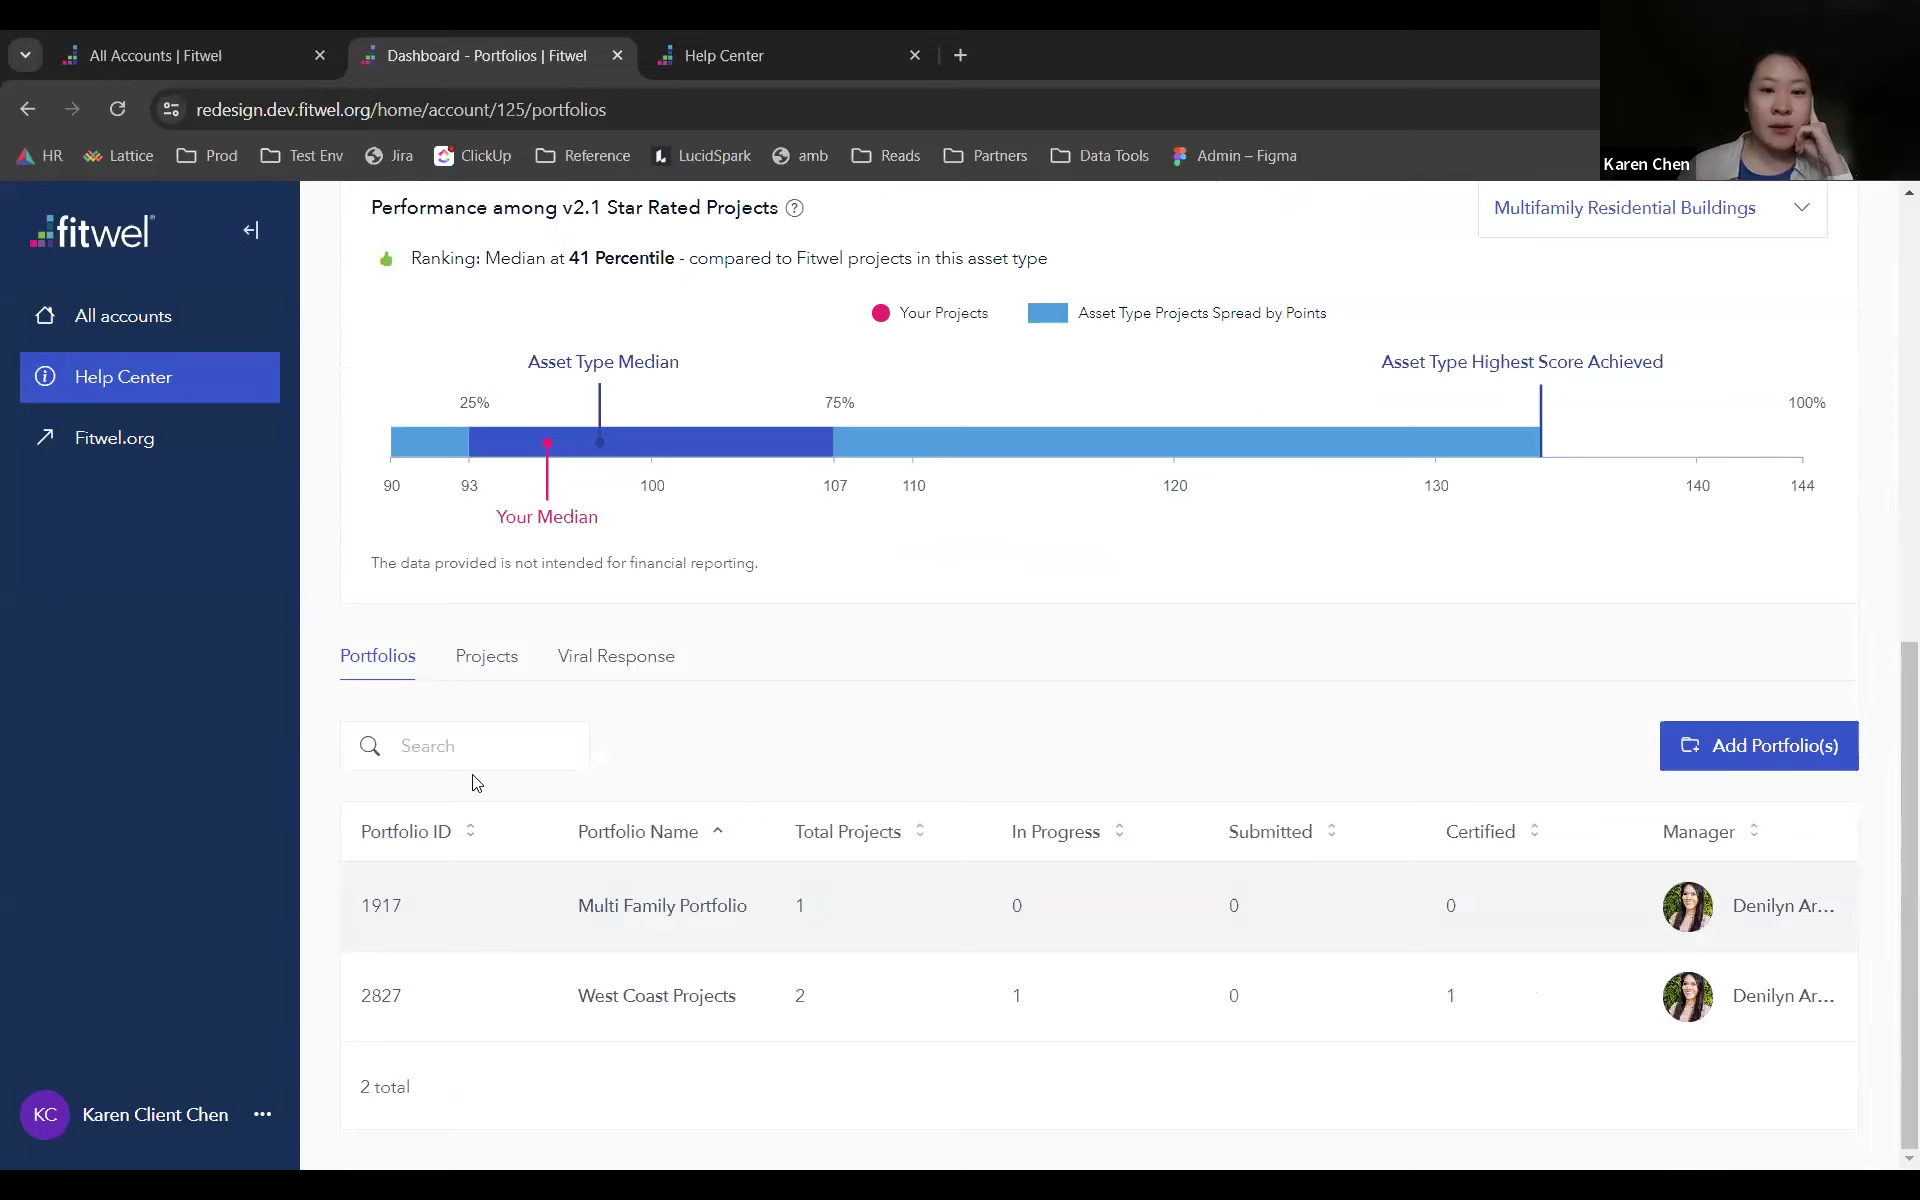 All Accounts | Fitwel
Dashboard - Portfolios | Fitwel
Help Center
redesign.dev.fitwel.org/home/account/125/portfolios
HR
Lattice
Prod
Test Env
Jira
ClickUp
Reference
LucidSpark
amb
Reads
Partners
Data Tools
Admin – Figma
Karen Chen
fitwel
All accounts
Help Center
Fitwel.org
KC Karen Client Chen
Performance among v2.1 Star Rated Projects ?
Multifamily Residential Buildings
Ranking: Median at 41 Percentile - compared to Fitwel projects in this asset type
Your Projects Asset Type Projects Spread by Points
Asset Type Median Asset Type Highest Score Achieved
25% 75% 100%
90 93 100 107 110 120 130 140 144
Your Median
The data provided is not intended for financial reporting.
Portfolios Projects Viral Response
Search
Add Portfolio(s)
Portfolio ID Portfolio Name Total Projects In Progress Submitted Certified Manager
1917 Multi Family Portfolio 1 0 0 0 Denilyn Ar...
2827 West Coast Projects 2 1 0 1 Denilyn Ar...
2 total